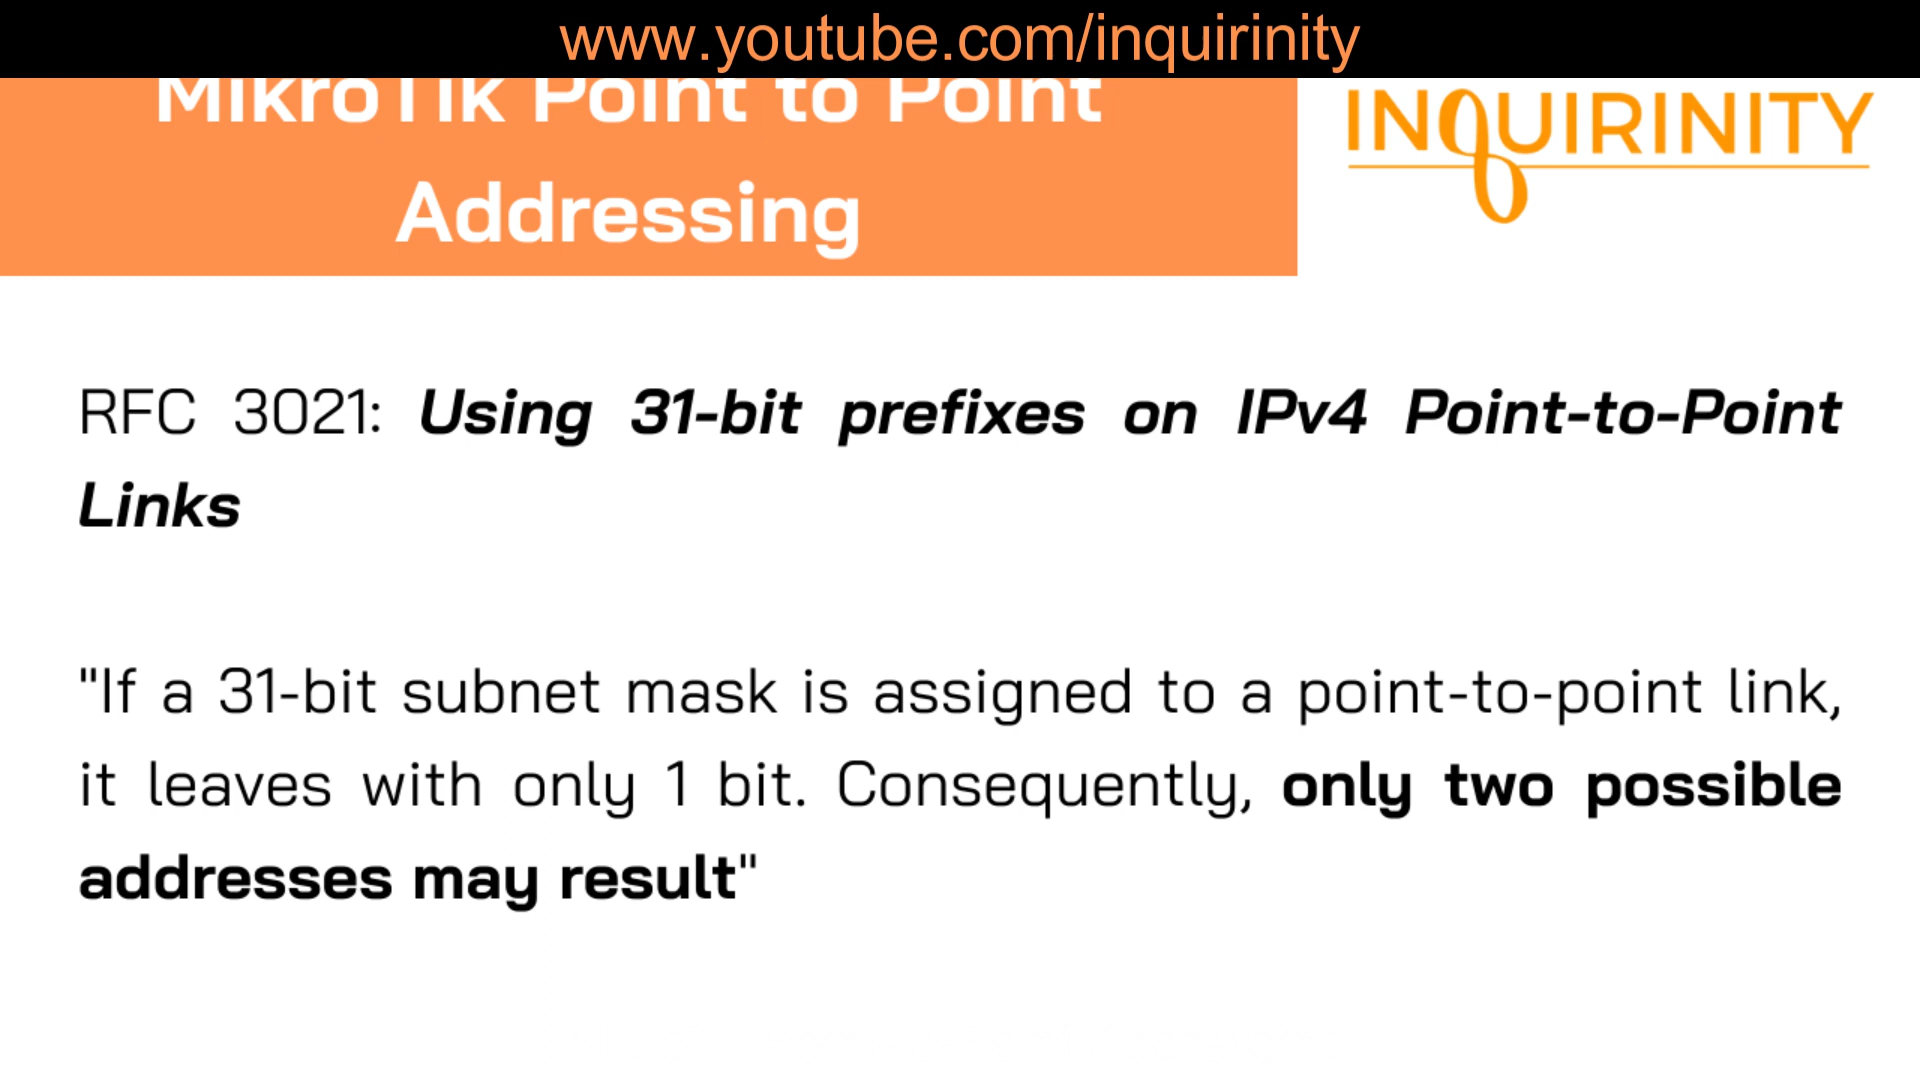 www.youtube.com/inquirinity
MikroTik Point to Point
Addressing
INQUIRINITY
RFC 3021: Using 31-bit prefixes on IPv4 Point-to-Point
Links
"If a 31-bit subnet mask is assigned to a point-to-point link,
it leaves with only 1 bit. Consequently, only two possible
addresses may result"